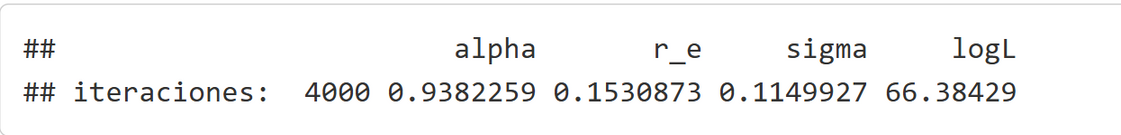 ##                       alpha       r_e     sigma     logL
## iteraciones:  4000 0.9382259 0.1530873 0.1149927 66.38429